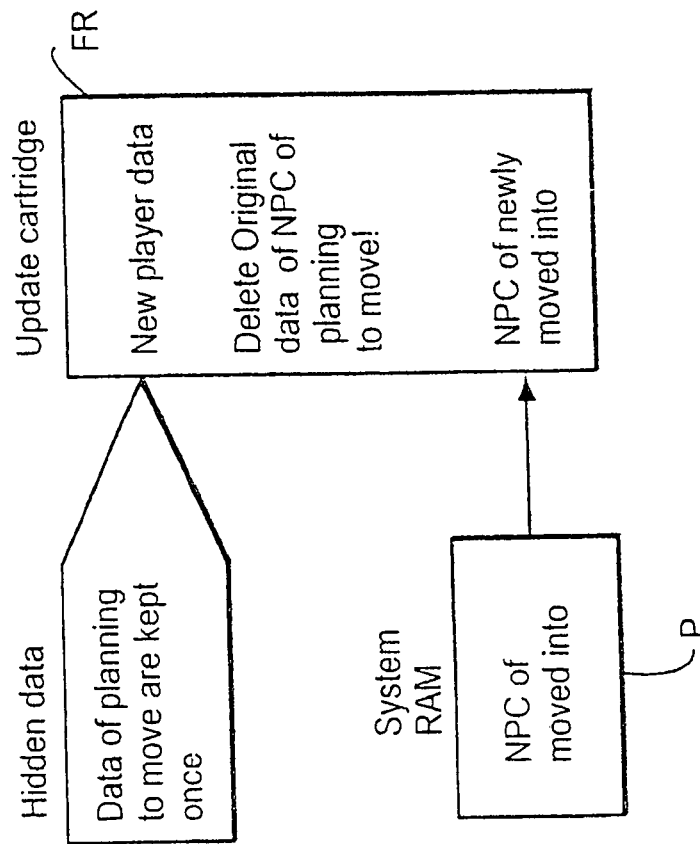 Hidden data
Data of planning
to move are kept
once
Update cartridge
FR
New player data
Delete Original
data of NPC of
planning
to move!
NPC of newly
moved into
System
RAM
NPC of
moved into
P